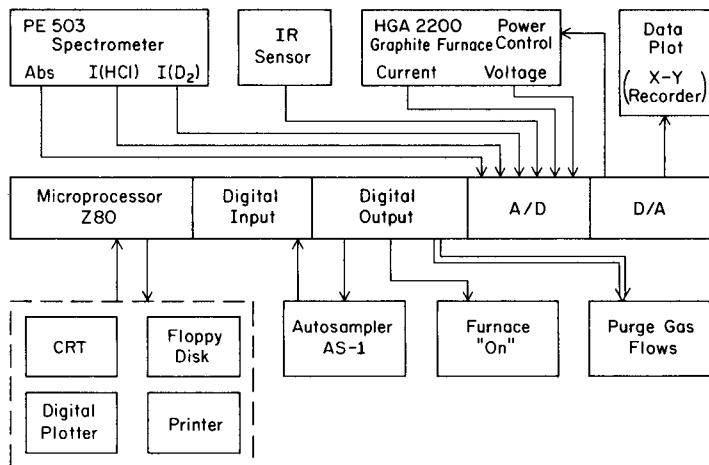 PE 503
Spectrometer
Abs I(HCl) I(D₂)
IR
Sensor
HGA 2200 Power
Graphite Furnace Control
Current Voltage
Data
Plot
(X-Y
Recorder)
Microprocessor
Z80
Digital
Input
Digital
Output
A/D
D/A
CRT
Floppy
Disk
Digital
Plotter
Printer
Autosampler
AS-1
Furnace
"On"
Purge Gas
Flows